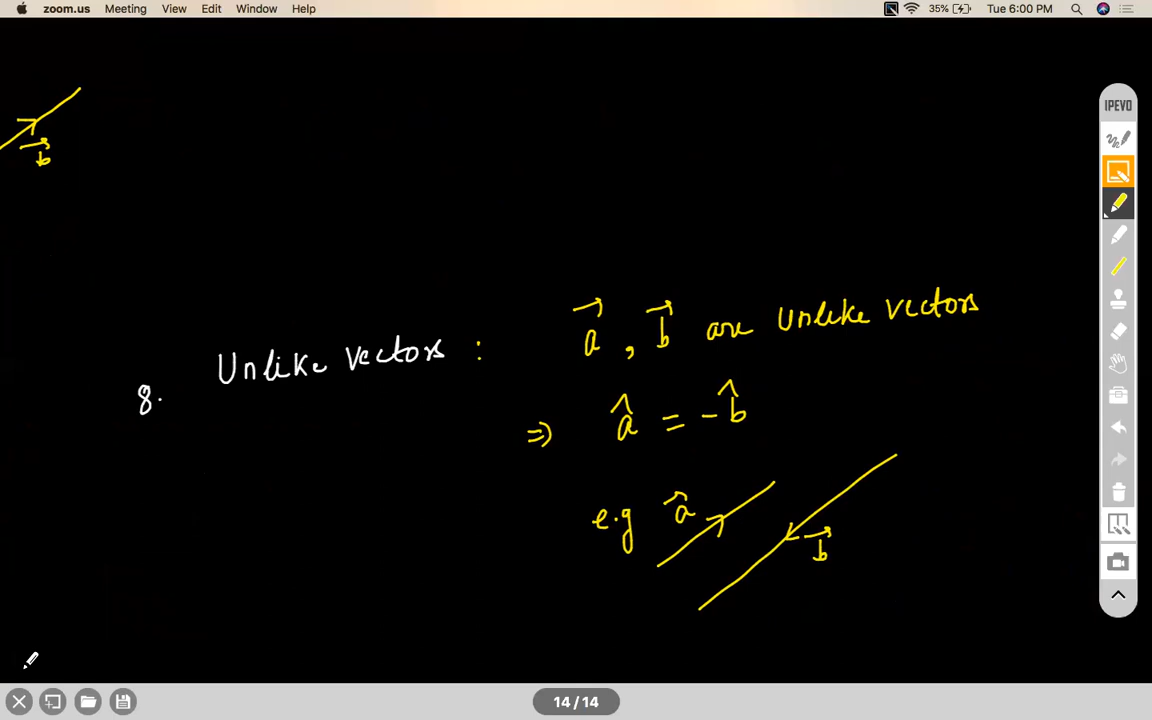 zoom.us Meeting View Edit Window Help 35% Tue 6:00 PM
IPEVO
b⃗
a⃗ , b⃗ are Unlike vectors
8. Unlike vectors :
⇒ â = -b̂
e.g â
b⃗
14 / 14